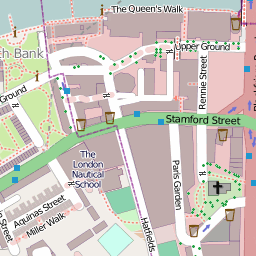 The Queen's Walk
Upper Ground
Bank
Ground
Rennie Street
Stamford Street
The
London
Nautical
School
Paris Garden
Aquinas Street
Miller Walk
Hatfields
Street